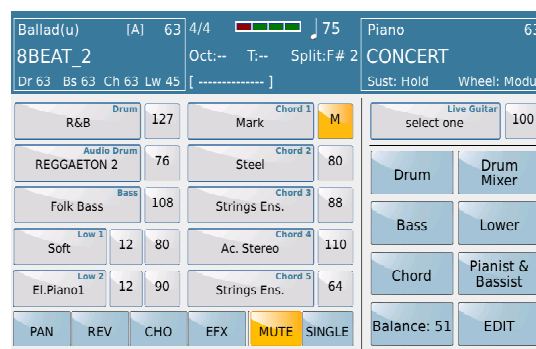 Ballad(u) [A] 63
8BEAT_2
Dr 63 Bs 63 Ch 63 Lw 45
4/4 75
Oct:-- T:-- Split:F# 2
[ -------------- ]
Piano 63
CONCERT
Sust: Hold Wheel: Modu
Drum
R&B 127
Audio Drum
REGGAETON 2 76
Bass
Folk Bass 108
Low 1
Soft 12 80
Low 2
El.Piano1 12 90
Chord 1
Mark M
Chord 2
Steel 80
Chord 3
Strings Ens. 88
Chord 4
Ac. Stereo 110
Chord 5
Strings Ens. 64
Live Guitar
select one 100
Drum
Drum
Mixer
Bass
Lower
Chord
Pianist &
Bassist
Balance: 51
EDIT
PAN REV CHO EFX MUTE SINGLE